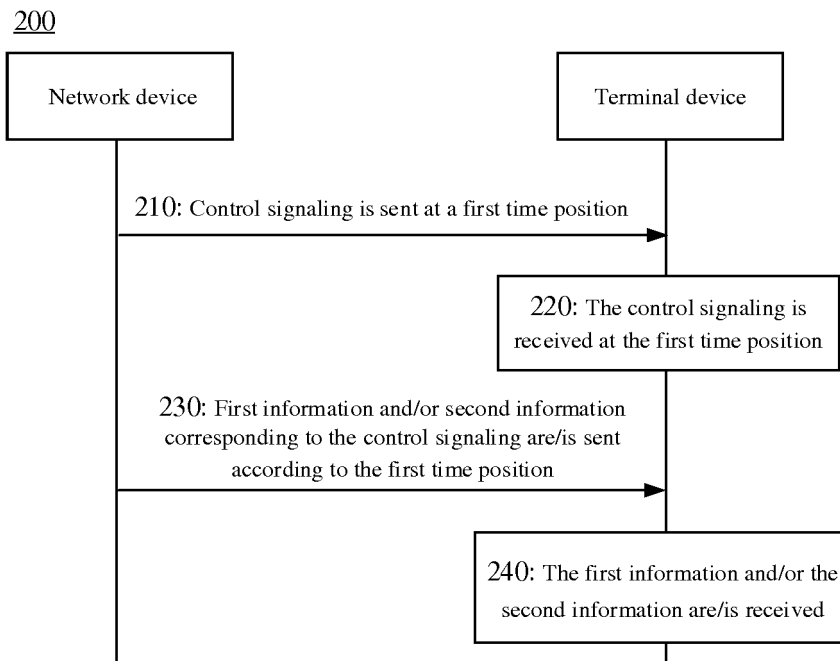 200
Network device
Terminal device
210: Control signaling is sent at a first time position
220: The control signaling is
received at the first time position
230: First information and/or second information
corresponding to the control signaling are/is sent
according to the first time position
240: The first information and/or the
second information are/is received